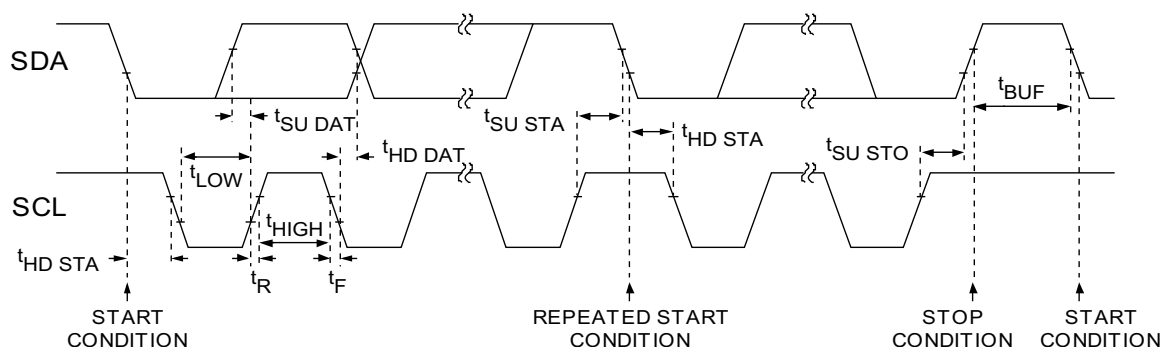 SDA
tSU DAT
tSU STA
tBUF
tHD STA
tHD DAT
tSU STO
tLOW
SCL
tHIGH
tHD STA
tR
tF
START
CONDITION
REPEATED START
CONDITION
STOP
CONDITION
START
CONDITION